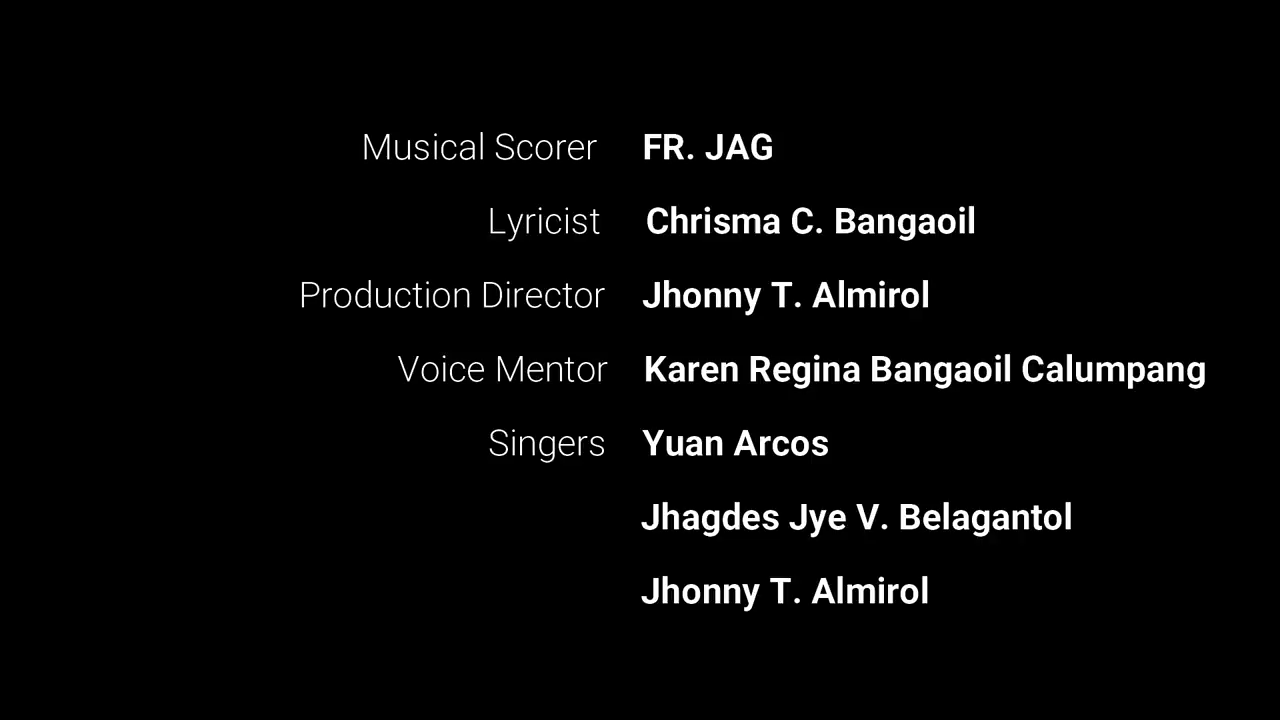 Musical Scorer FR. JAG
Lyricist Chrisma C. Bangaoil
Production Director Jhonny T. Almirol
Voice Mentor Karen Regina Bangaoil Calumpang
Singers Yuan Arcos
Jhagdes Jye V. Belagantol
Jhonny T. Almirol